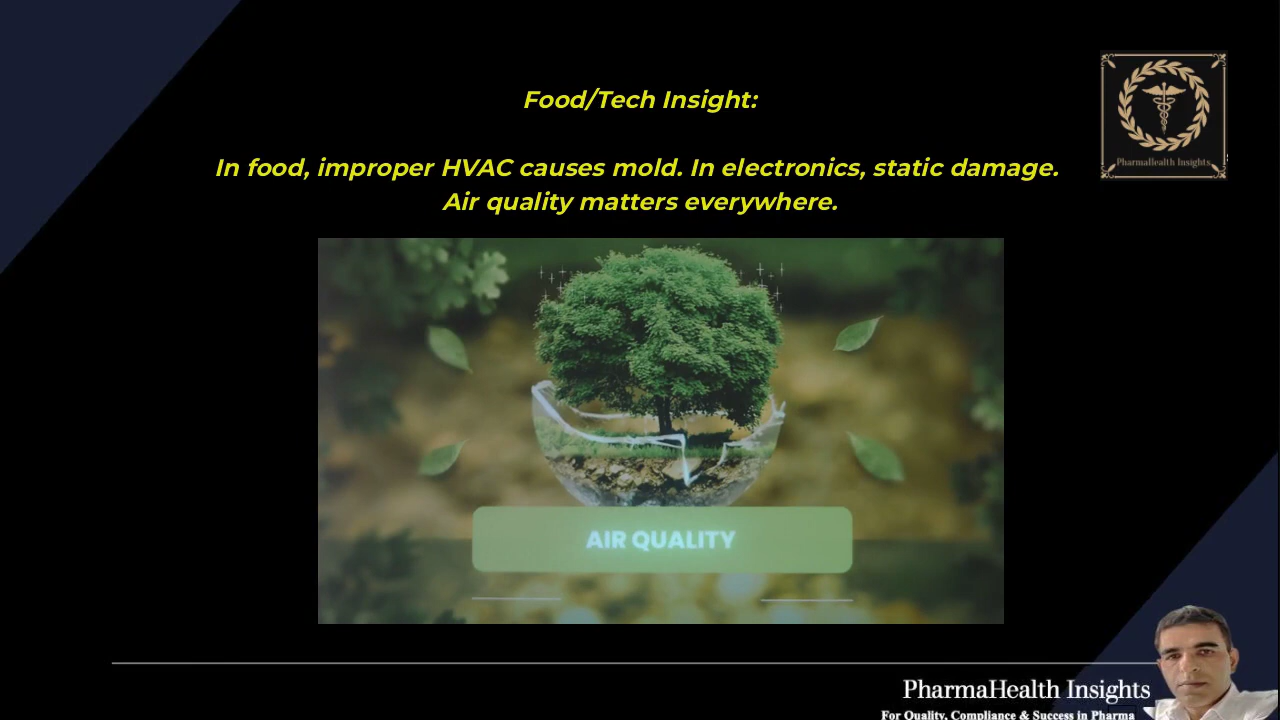 Food/Tech Insight:
In food, improper HVAC causes mold. In electronics, static damage.
Air quality matters everywhere.
PharmaHealth Insights
AIR QUALITY
PharmaHealth Insights
For Quality, Compliance & Success in Pharma